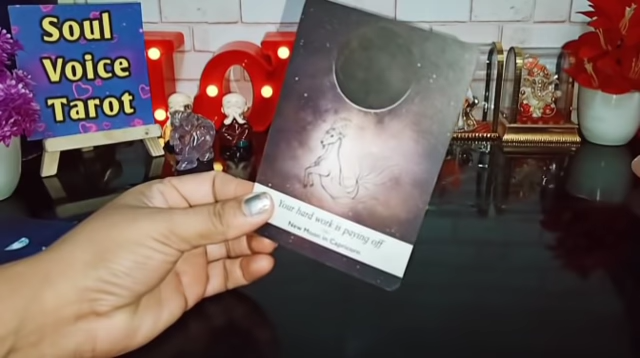 Soul
Voice
Tarot
Your hard work is paying off
New Moon in Capricorn